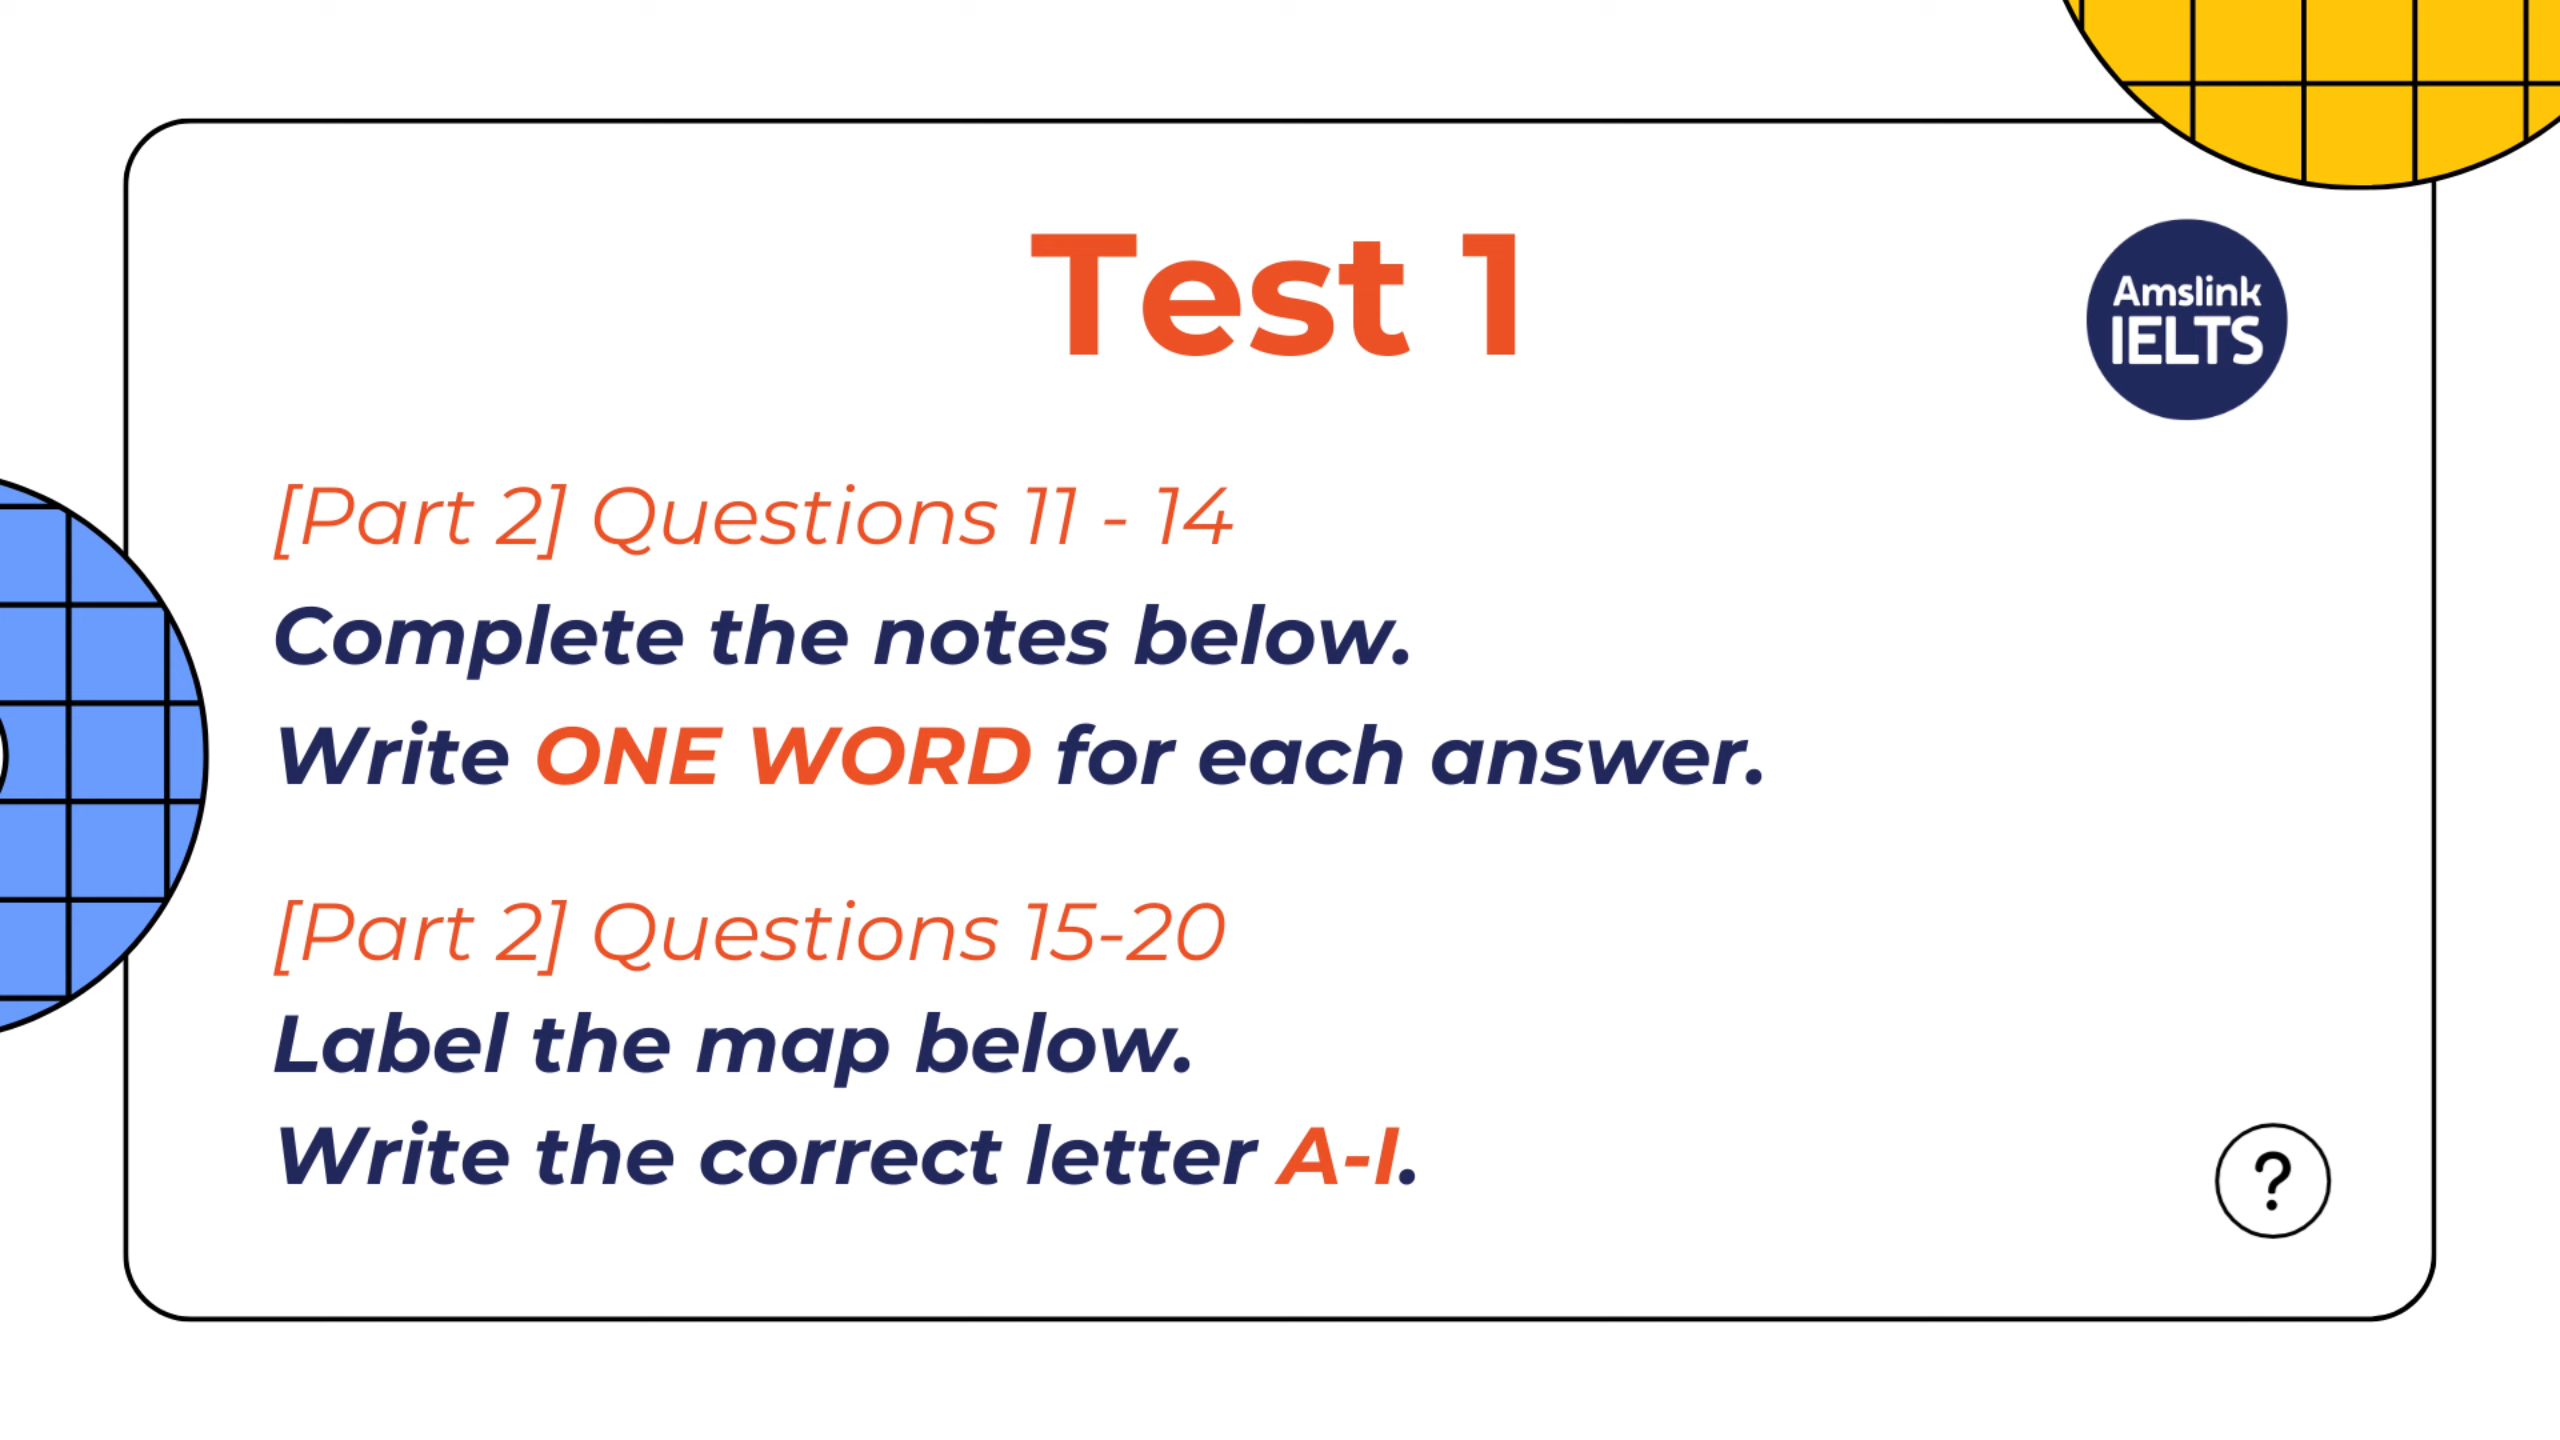 Test 1
Amslink
IELTS
[Part 2] Questions 11 - 14
Complete the notes below.
Write ONE WORD for each answer.
[Part 2] Questions 15-20
Label the map below.
Write the correct letter A-I.
?